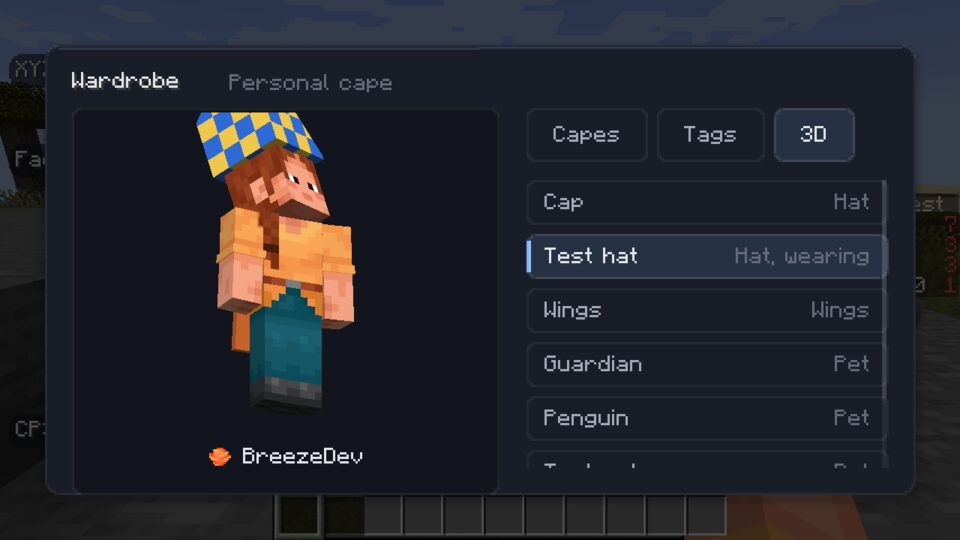 XYZ
Wardrobe
Personal cape
Capes
Tags
3D
Cap
Hat
Test hat
Hat, wearing
Wings
Wings
Guardian
Pet
Penguin
Pet
BreezeDev